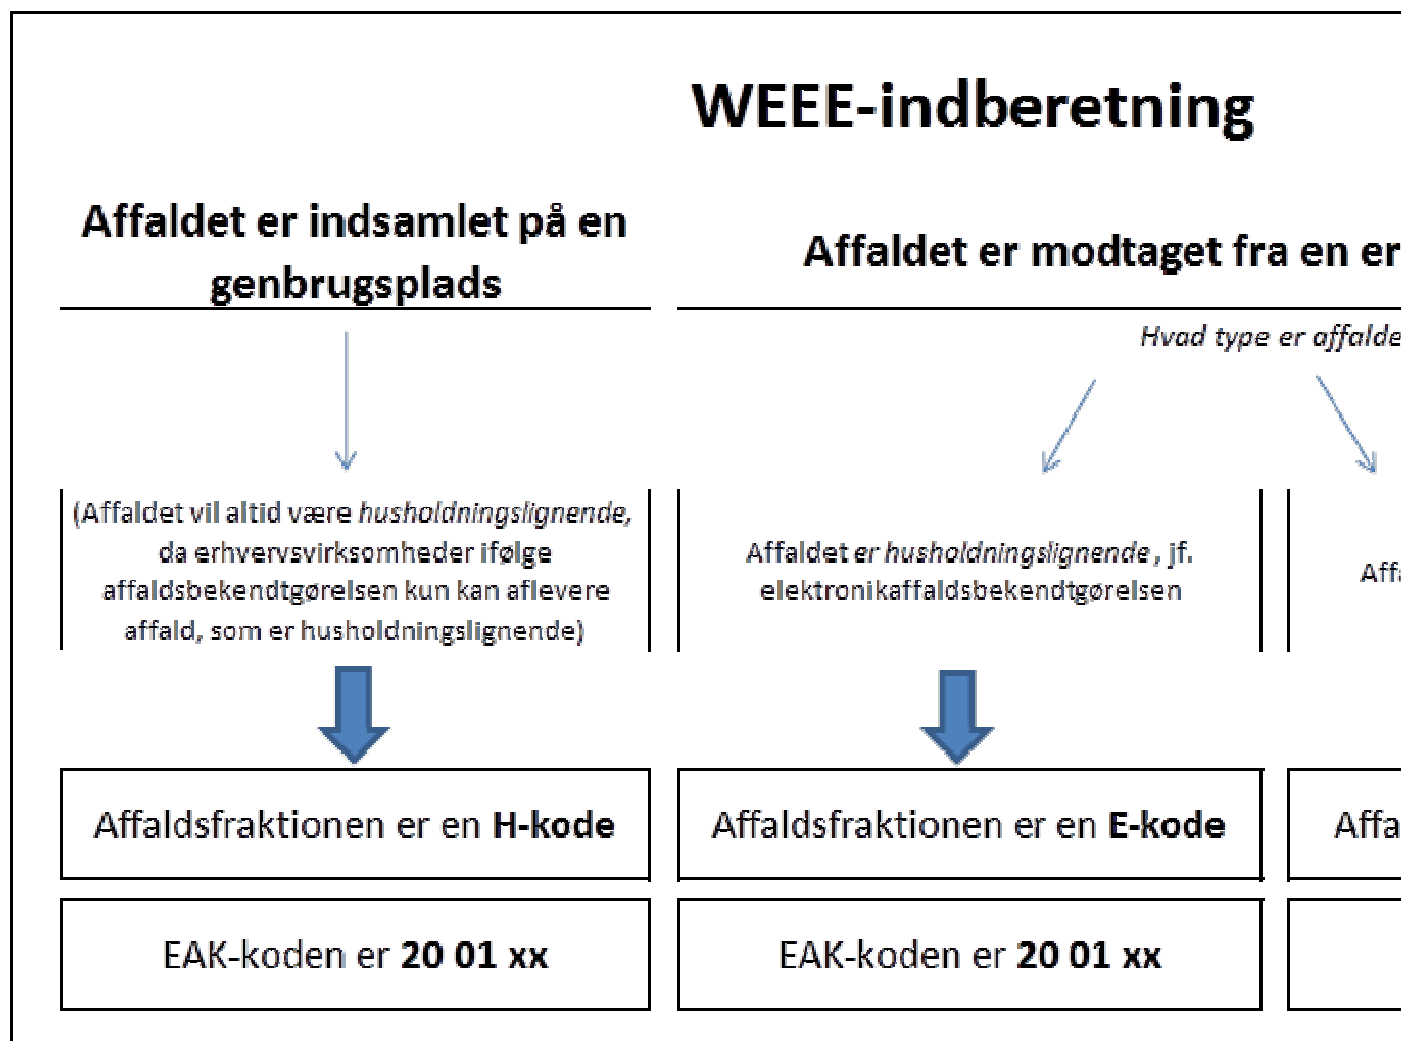 WEEE-indberetning
Affaldet er indsamlet på en
genbrugsplads
Affaldet er modtaget fra en
Hvad type er
(Affaldet vil altid være husholdningslignende,
da erhvervsvirksomheder ifølge
affaldsbekendtgørelsen kun kan aflevere
affald, som er husholdningslignende)
Affaldet er husholdningslignende, jf.
elektronikaffaldsbekendtgørelsen
Affaldsfraktionen er en H-kode
Affaldsfraktionen er en E-kode
EAK-koden er 20 01 xx
EAK-koden er 20 01 xx